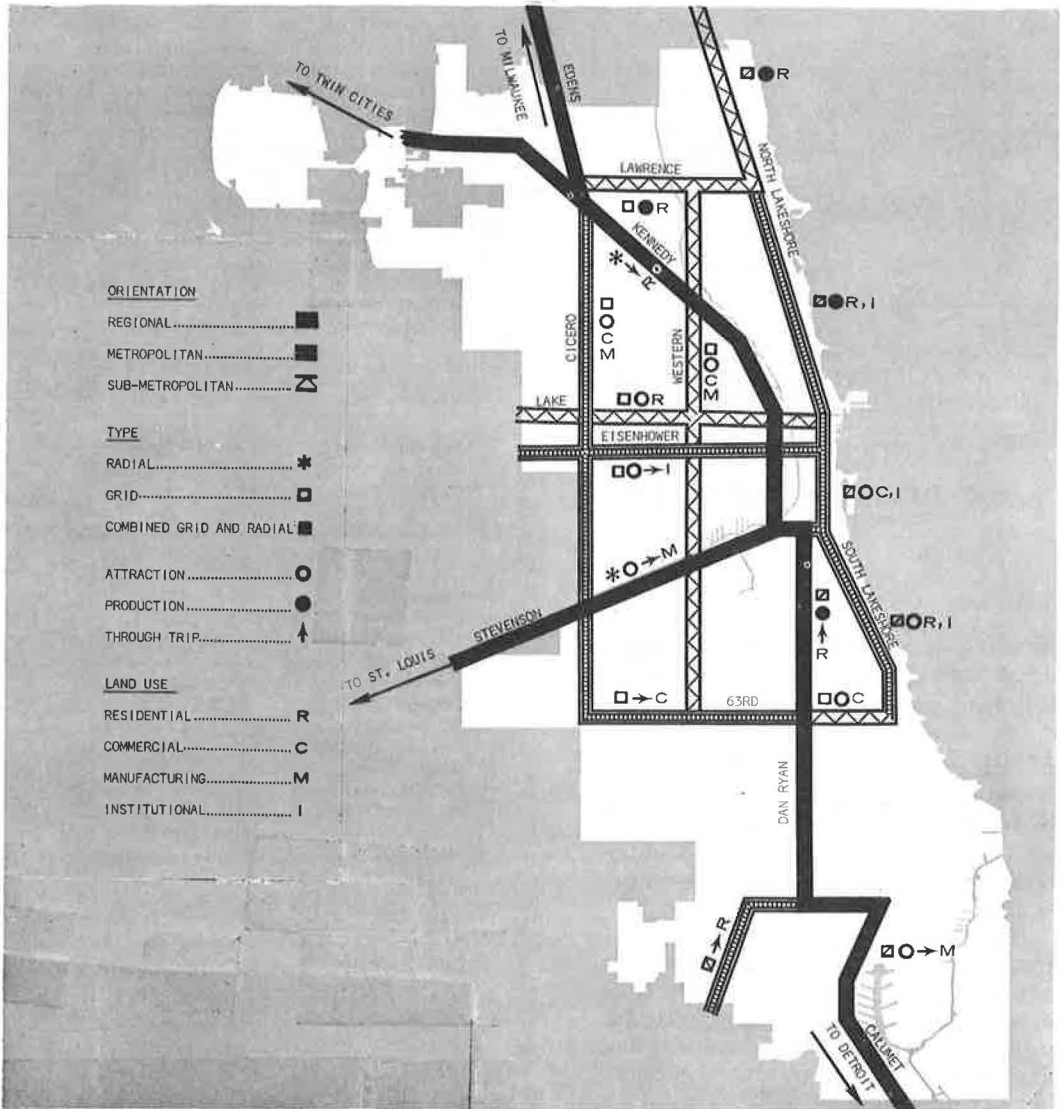 TO TWIN CITIES
TO MILWAUKEE
EDENS
R
LAWRENCE
NORTH LAKESHORE
R
KENNEDY
R
ORIENTATION
REGIONAL
METROPOLITAN
SUB-METROPOLITAN
CICERO
C
M
WESTERN
C
M
R, I
R
LAKE
EISENHOWER
I
TYPE
RADIAL
GRID
COMBINED GRID AND RADIAL
ATTRACTION
PRODUCTION
THROUGH TRIP
C, I
M
SOUTH LAKESHORE
R, I
STEVENSON
TO ST. LOUIS
R
C
63RD
C
LAND USE
RESIDENTIAL R
COMMERCIAL C
MANUFACTURING M
INSTITUTIONAL I
DAN RYAN
R
M
CALUMET
TO DETROIT